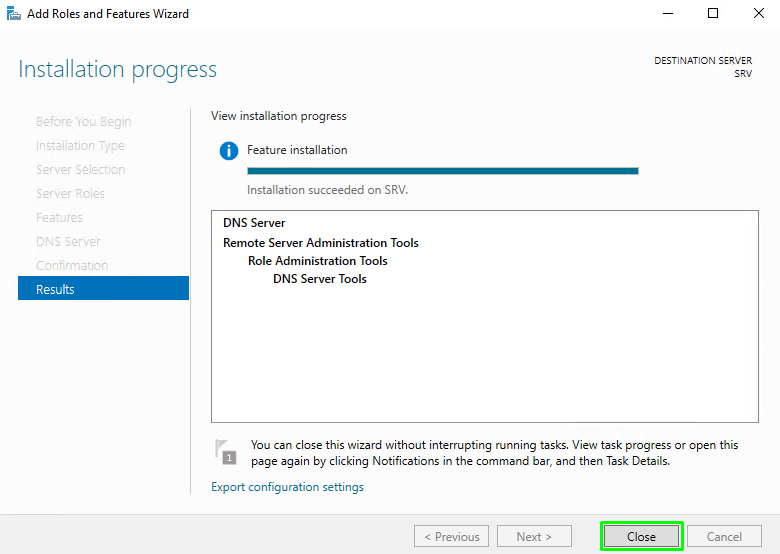 Add Roles and Features Wizard
Installation progress
DESTINATION SERVER
SRV
Before You Begin
Installation Type
Server Selection
Server Roles
Features
DNS Server
Confirmation
Results
View installation progress
Feature installation
Installation succeeded on SRV.
DNS Server
Remote Server Administration Tools
Role Administration Tools
DNS Server Tools
1
You can close this wizard without interrupting running tasks. View task progress or open this
page again by clicking Notifications in the command bar, and then Task Details.
Export configuration settings
< Previous
Next >
Close
Cancel